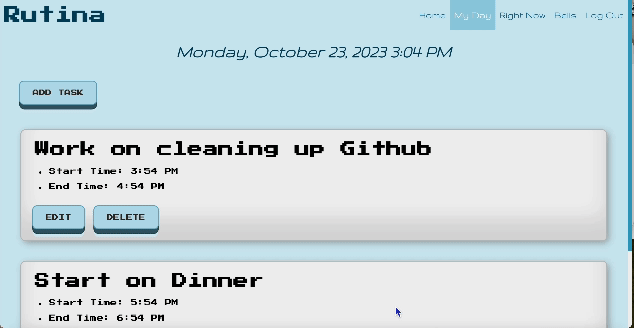 Rutina
Home My Day Right Now Bells Log Out
Monday, October 23, 2023 3:04 PM
ADD TASK
Work on cleaning up Github
• Start Time: 3:54 PM
• End Time: 4:54 PM
EDIT DELETE
Start on Dinner
• Start Time: 5:54 PM
• End Time: 6:54 PM